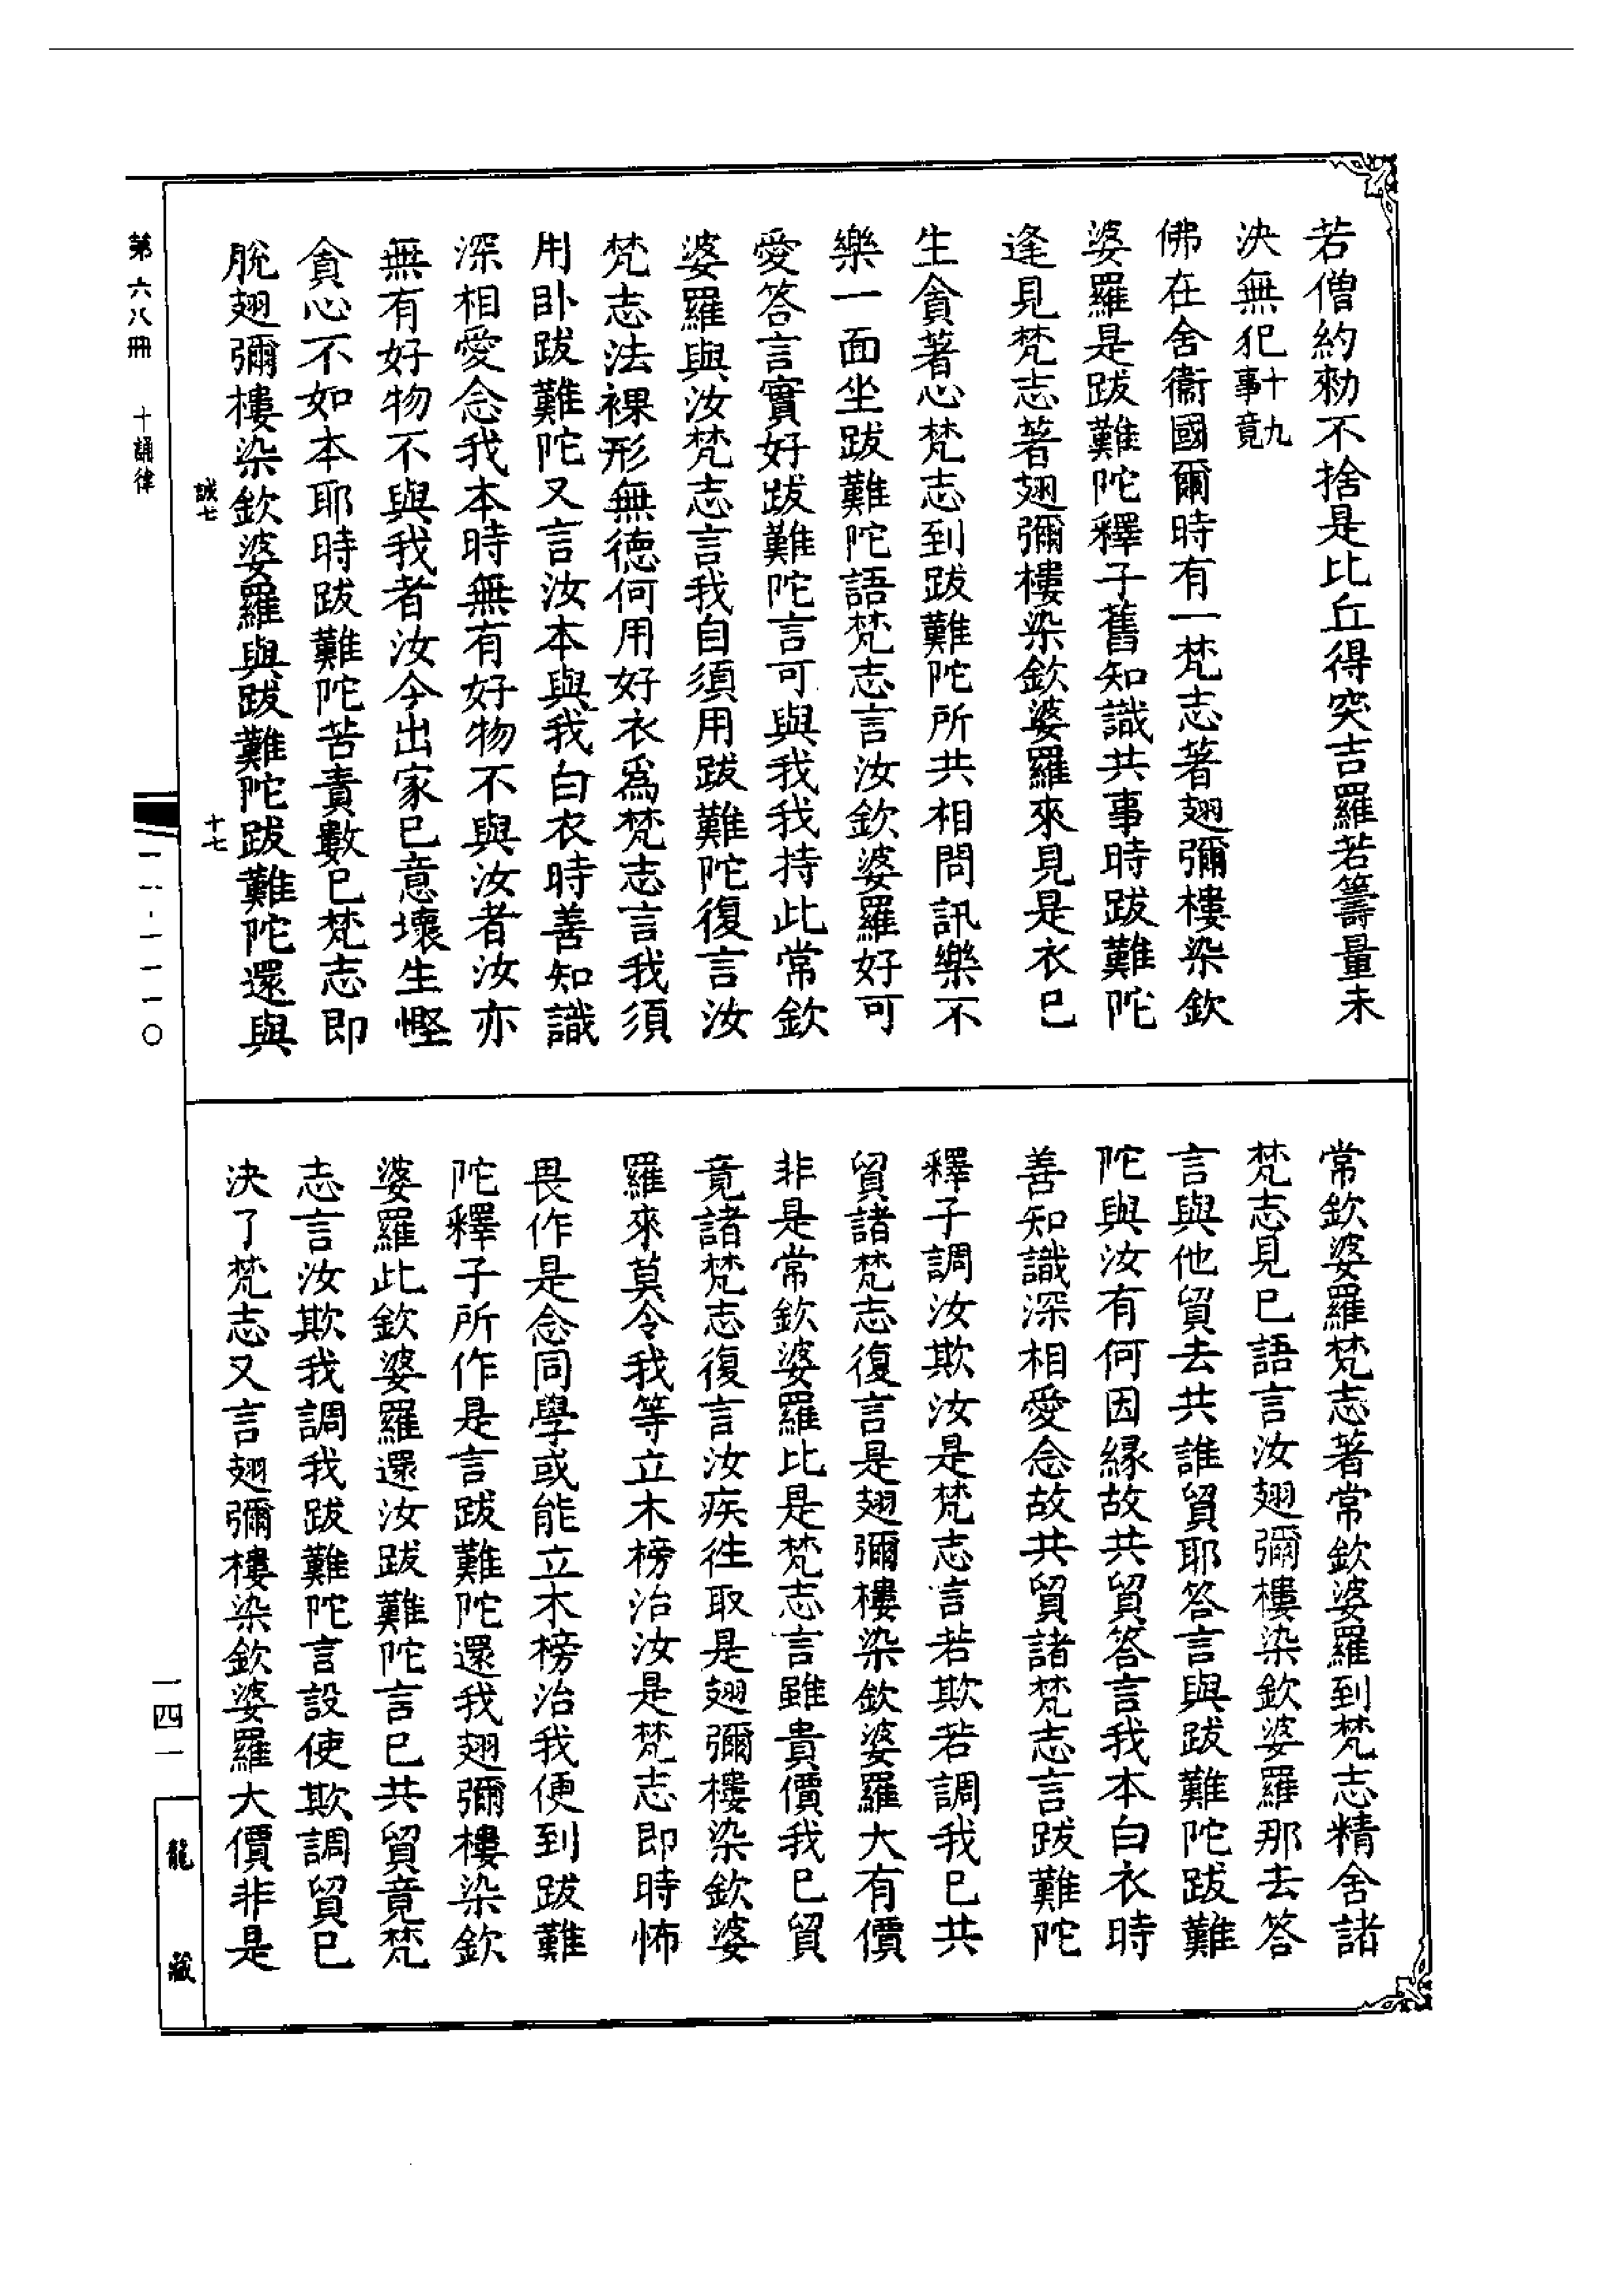 若僧約勑不捨是比丘得突吉羅若籌量未
決無犯十九事竟
佛在舍衞國爾時有一梵志著翅彌樓染欽
婆羅是跋難陀釋子舊知識共事時跋難陀
逢見梵志著翅彌樓染欽婆羅來見是衣已
生貪著心梵志到跋難陀所共相問訊樂不
樂一面坐跋難陀語梵志言汝欽婆羅好可
愛答言實好跋難陀言可與我我持此常欽
婆羅與汝梵志言我自須用跋難陀復言汝
梵志法裸形無德何用好衣爲梵志言我須
用卧跋難陀又言汝本與我白衣時善知識
深相愛念我本時無有好物不與汝者汝亦
無有好物不與我者汝今出家已意壞生慳
貪心不如本耶時跋難陀苦責數已梵志即
脫翅彌樓染欽婆羅與跋難陀跋難陀還與
常欽婆羅梵志著常欽婆羅到梵志精舍諸
梵志見已語言汝翅彌樓染欽婆羅那去答
言與他貿去共誰貿耶答言與跋難陀跋難
陀與汝有何因緣故共貿答言我本白衣時
善知識深相愛念故共貿諸梵志言跋難陀
釋子調汝欺汝是梵志言若欺若調我已共
貿諸梵志復言是翅彌樓染欽婆羅大有價
非是常欽婆羅比是梵志言雖貴價我已貿
竟諸梵志復言汝疾往取是翅彌樓染欽婆
羅來莫令我等立木榜治汝是梵志即時怖
畏作是念同學或能立木榜治我便到跋難
陀釋子所作是言跋難陀還我翅彌樓染欽
婆羅此欽婆羅還汝跋難陀言已共貿竟梵
志言汝欺我調我跋難陀言設使欺調貿已
決了梵志又言翅彌樓染欽婆羅大價非是
第六八冊 十誦律
誠七
十七
一一·一一一〇
一四一
龍藏